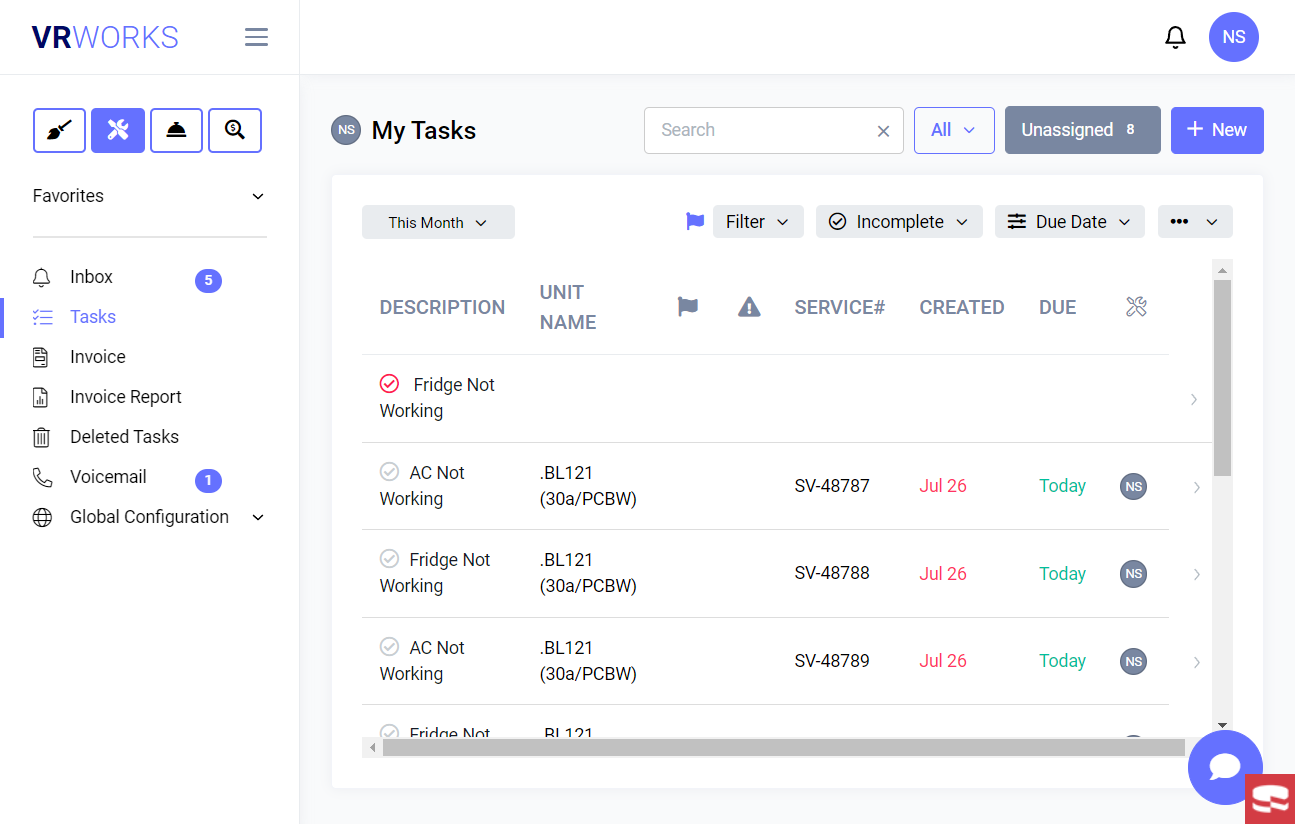 VRWORKS
NS
Favorites
Inbox 5
Tasks
Invoice
Invoice Report
Deleted Tasks
Voicemail 1
Global Configuration
NS My Tasks
Search
All
Unassigned 8
+ New
This Month
Filter
Incomplete
Due Date
DESCRIPTION
UNIT
NAME
SERVICE#
CREATED
DUE
Fridge Not
Working
AC Not
Working
.BL121
(30a/PCBW)
SV-48787
Jul 26
Today
NS
Fridge Not
Working
.BL121
(30a/PCBW)
SV-48788
Jul 26
Today
NS
AC Not
Working
.BL121
(30a/PCBW)
SV-48789
Jul 26
Today
NS
Fridge Not
.BL121